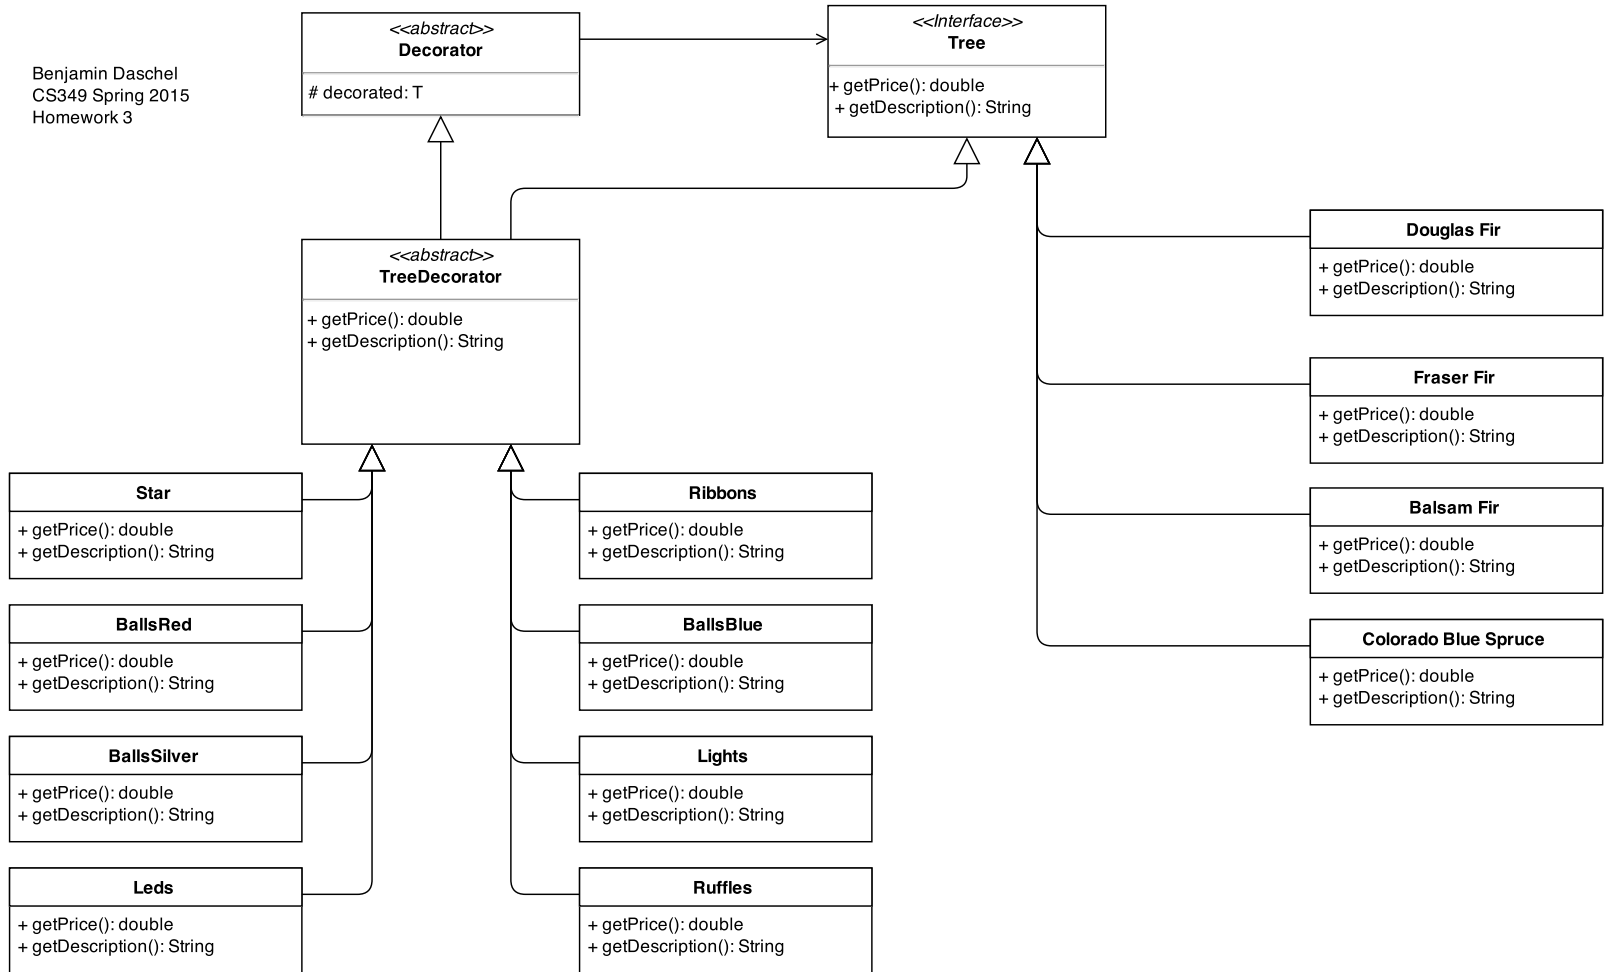 Benjamin Daschel
CS349 Spring 2015
Homework 3
<<abstract>>
Decorator
# decorated: T
<<Interface>>
Tree
+ getPrice(): double
+ getDescription(): String
<<abstract>>
TreeDecorator
+ getPrice(): double
+ getDescription(): String
Douglas Fir
+ getPrice(): double
+ getDescription(): String
Fraser Fir
+ getPrice(): double
+ getDescription(): String
Balsam Fir
+ getPrice(): double
+ getDescription(): String
Colorado Blue Spruce
+ getPrice(): double
+ getDescription(): String
Star
+ getPrice(): double
+ getDescription(): String
Ribbons
+ getPrice(): double
+ getDescription(): String
BallsRed
+ getPrice(): double
+ getDescription(): String
BallsBlue
+ getPrice(): double
+ getDescription(): String
BallsSilver
+ getPrice(): double
+ getDescription(): String
Lights
+ getPrice(): double
+ getDescription(): String
Leds
+ getPrice(): double
+ getDescription(): String
Ruffles
+ getPrice(): double
+ getDescription(): String